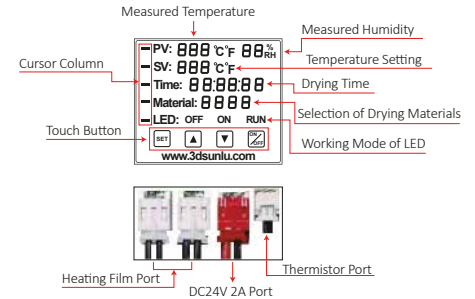 Measured Temperature
Measured Humidity
PV: 888 °C°F 88 %RH
Temperature Setting
Cursor Column
SV: 888 °C°F
Drying Time
Time: 88:88:88
Selection of Drying Materials
Material: 8888
LED: OFF ON RUN
Touch Button
SET ▲ ▼ ON/OFF
Working Mode of LED
www.3dsunlu.com
Heating Film Port
Thermistor Port
DC24V 2A Port